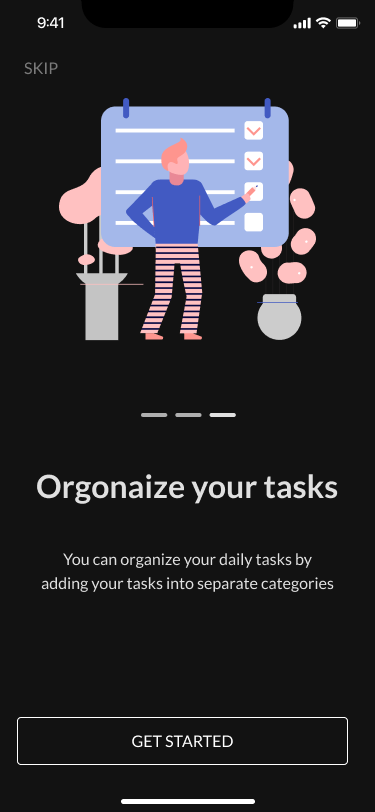 9:41
SKIP
Orgonaize your tasks
You can organize your daily tasks by
adding your tasks into separate categories
GET STARTED